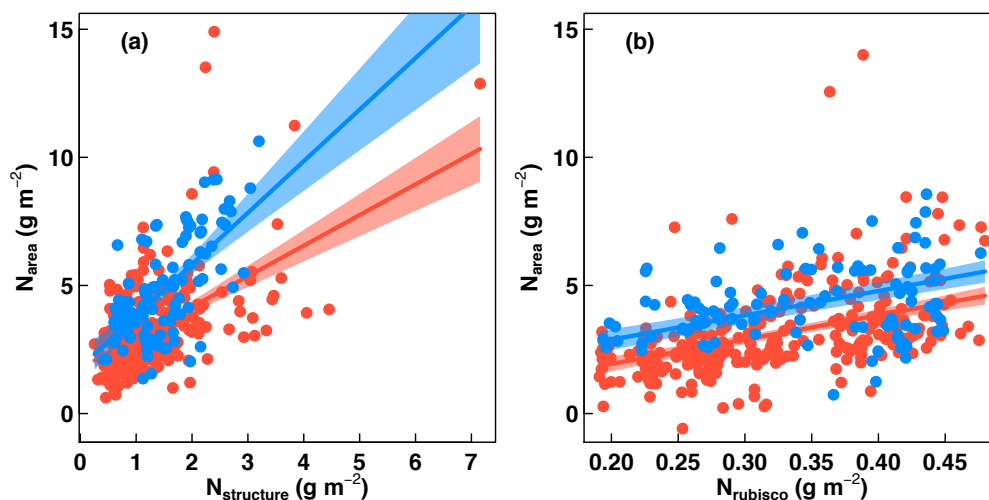 (a)
(b)
15
10
5
0
N_area (g m⁻²)
0 1 2 3 4 5 6 7
N_structure (g m⁻²)
15
10
5
0
N_area (g m⁻²)
0.20 0.25 0.30 0.35 0.40 0.45
N_rubisco (g m⁻²)